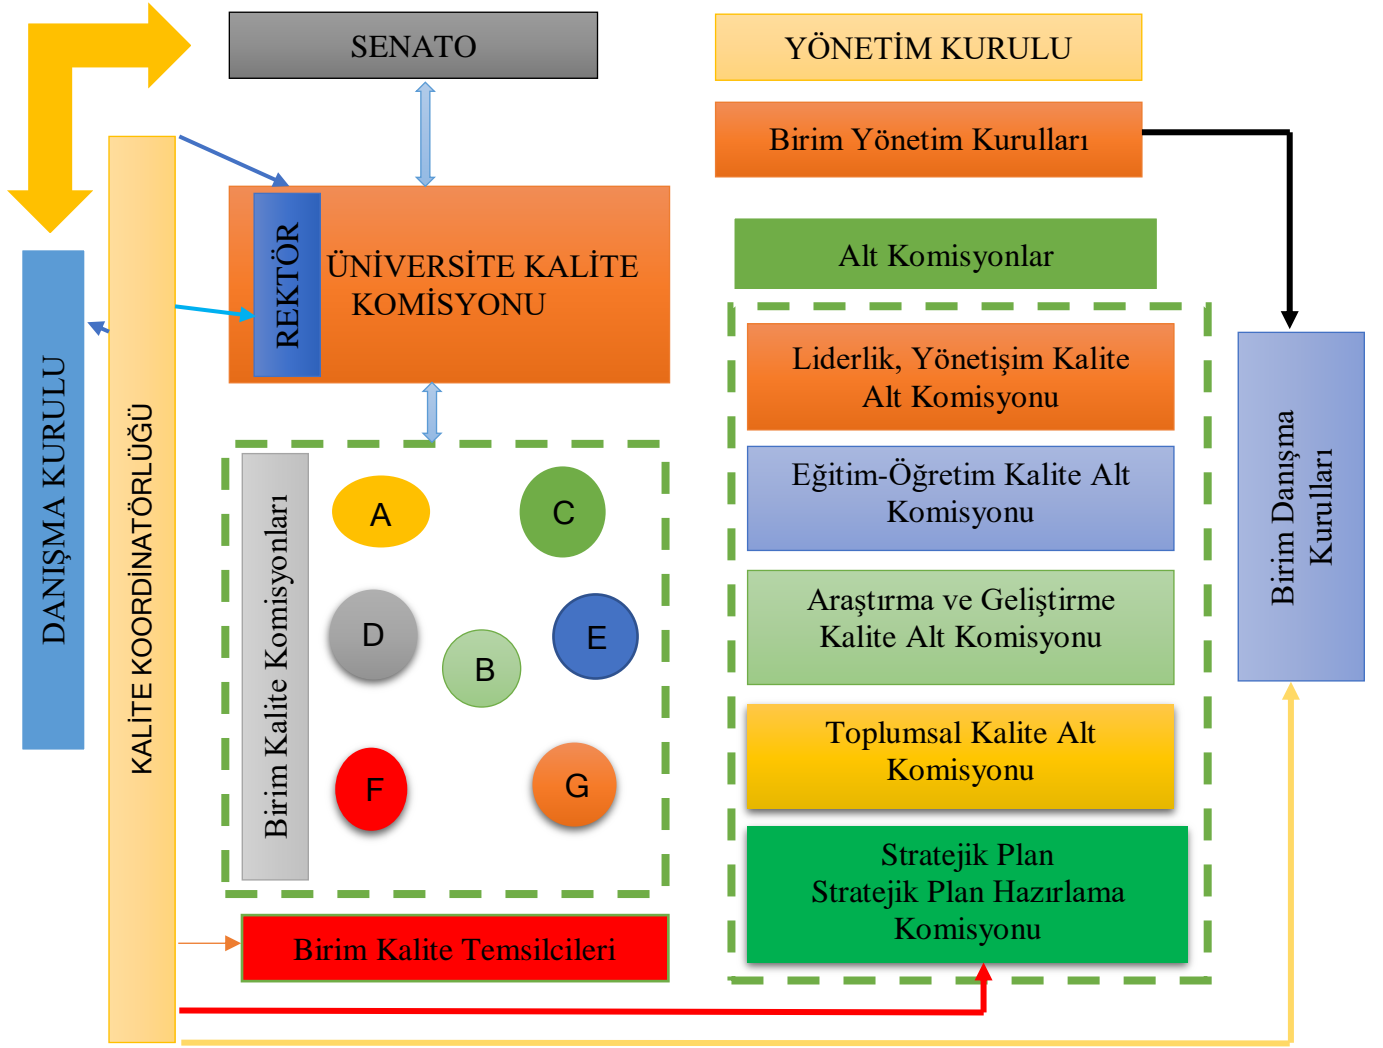 SENATO
YÖNETİM KURULU
Birim Yönetim Kurulları
REKTÖR
ÜNİVERSİTE KALİTE
KOMİSYONU
Alt Komisyonlar
DANIŞMA KURULU
KALİTE KOORDİNATÖRLÜĞÜ
Birim Kalite Komisyonları
A
C
D
B
E
F
G
Liderlik, Yönetişim Kalite
Alt Komisyonu
Eğitim-Öğretim Kalite Alt
Komisyonu
Araştırma ve Geliştirme
Kalite Alt Komisyonu
Toplumsal Kalite Alt
Komisyonu
Stratejik Plan
Stratejik Plan Hazırlama
Komisyonu
Birim Danışma
Kurulları
Birim Kalite Temsilcileri